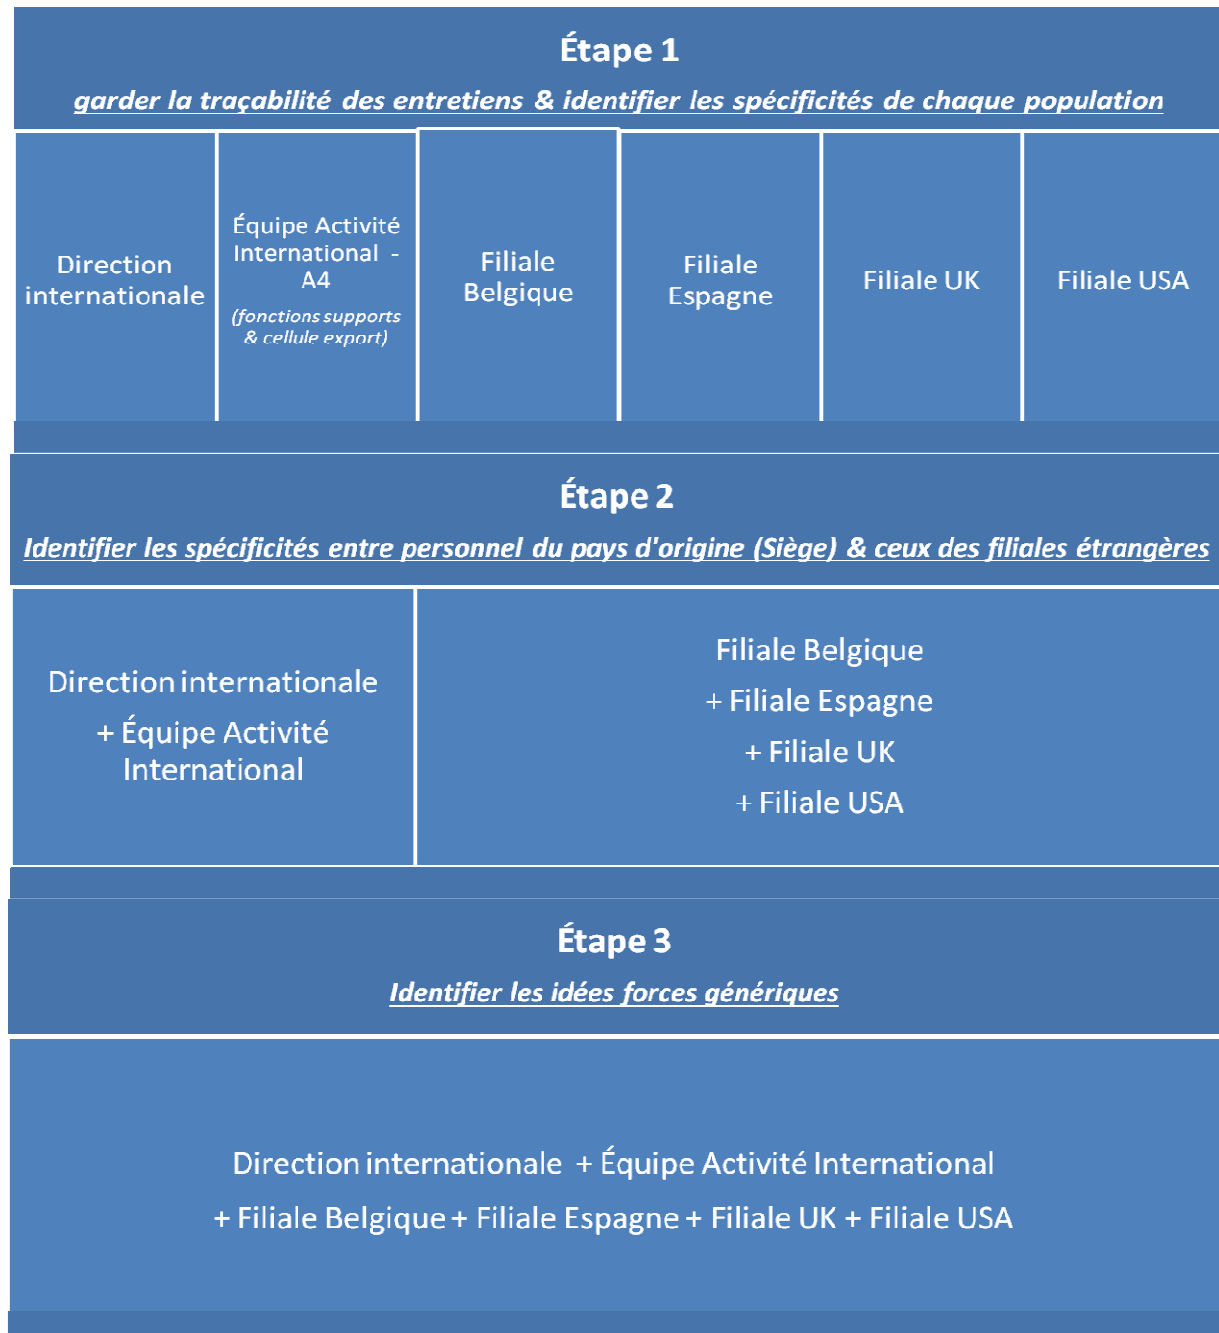 Étape 1
garder la traçabilité des entretiens & identifier les spécificités de chaque population
Direction
internationale
Équipe Activité
International -
A4
(fonctions supports
& cellule export)
Filiale
Belgique
Filiale
Espagne
Filiale UK
Filiale USA
Étape 2
Identifier les spécificités entre personnel du pays d'origine (Siège) & ceux des filiales étrangères
Direction internationale
+ Équipe Activité
International
Filiale Belgique
+ Filiale Espagne
+ Filiale UK
+ Filiale USA
Étape 3
Identifier les idées forces génériques
Direction internationale + Équipe Activité International
+ Filiale Belgique + Filiale Espagne + Filiale UK + Filiale USA